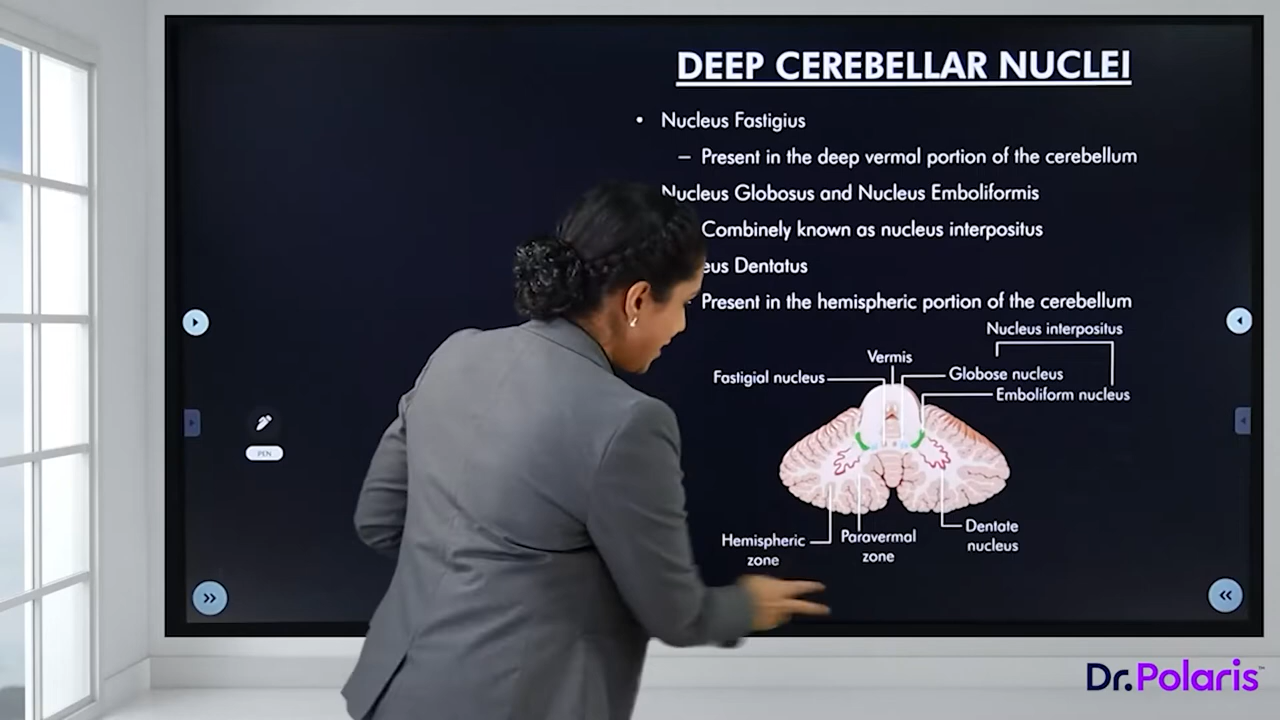 DEEP CEREBELLAR NUCLEI
• Nucleus Fastigius
– Present in the deep vermal portion of the cerebellum
Nucleus Globosus and Nucleus Emboliformis
Combinely known as nucleus interpositus
Dentatus
Present in the hemispheric portion of the cerebellum
Nucleus interpositus
Vermis
Fastigial nucleus
Globose nucleus
Emboliform nucleus
Hemispheric
zone
Paravermal
zone
Dentate
nucleus
PEN
Dr.Polaris™